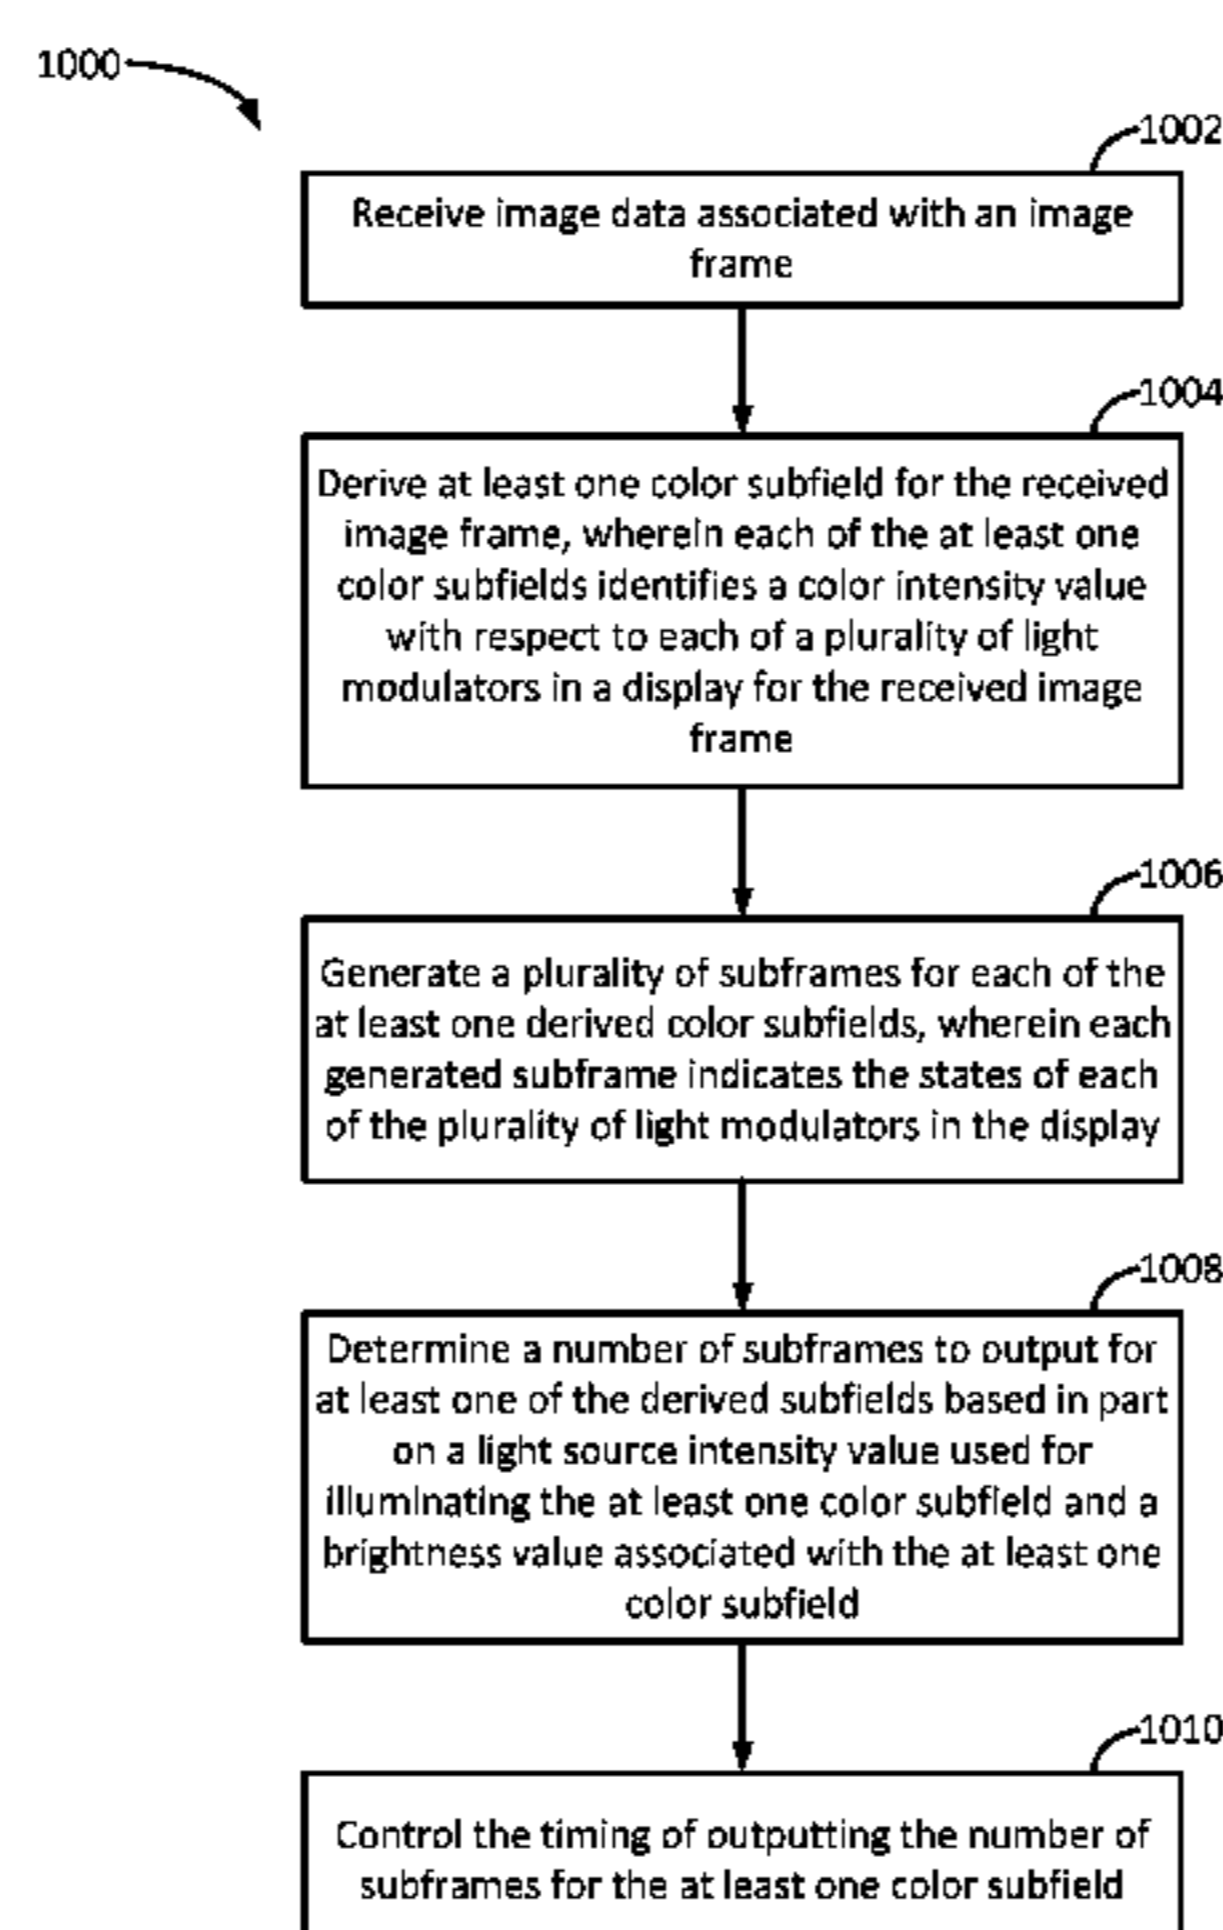 1000
1002
Receive image data associated with an image
frame
1004
Derive at least one color subfield for the received
image frame, wherein each of the at least one
color subfields identifies a color intensity value
with respect to each of a plurality of light
modulators in a display for the received image
frame
1006
Generate a plurality of subframes for each of the
at least one derived color subfields, wherein each
generated subframe indicates the states of each
of the plurality of light modulators in the display
1008
Determine a number of subframes to output for
at least one of the derived subfields based in part
on a light source intensity value used for
illuminating the at least one color subfield and a
brightness value associated with the at least one
color subfield
1010
Control the timing of outputting the number of
subframes for the at least one color subfield